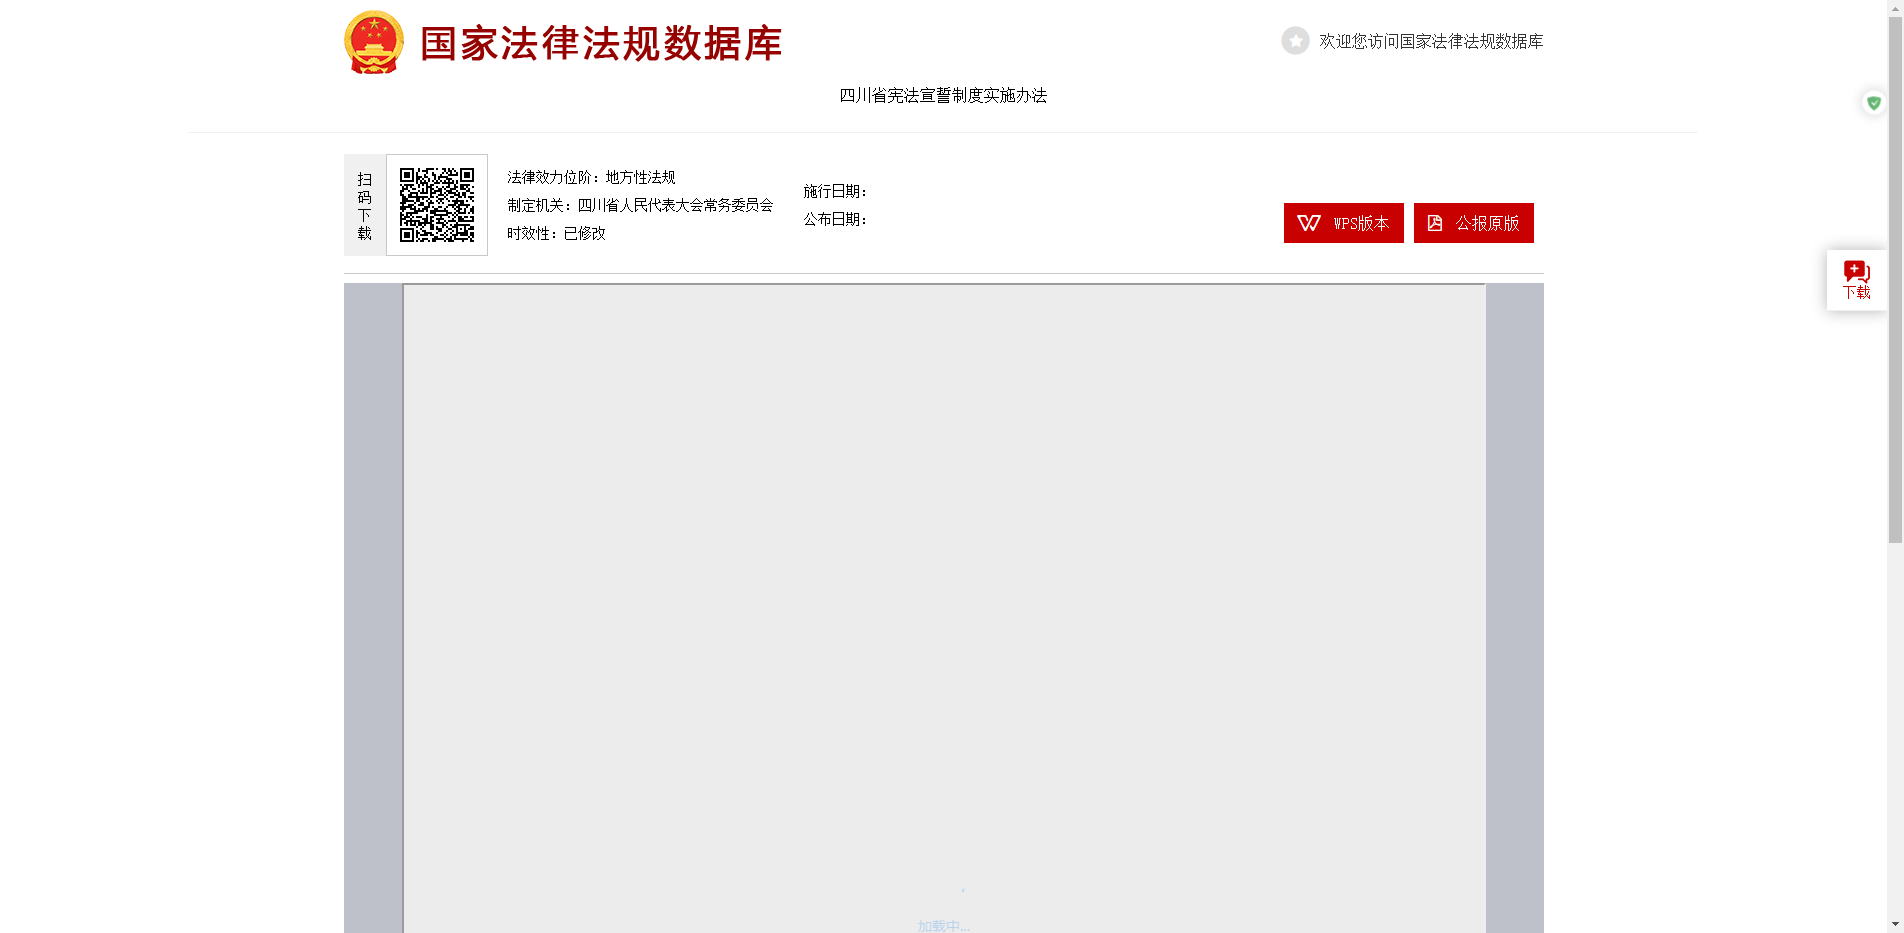 国家法律法规数据库
欢迎您访问国家法律法规数据库
四川省宪法宣誓制度实施办法
扫码下载
法律效力位阶：地方性法规
制定机关：四川省人民代表大会常务委员会
时效性：已修改
施行日期：
公布日期：
WPS版本
公报原版
下载
加载中...